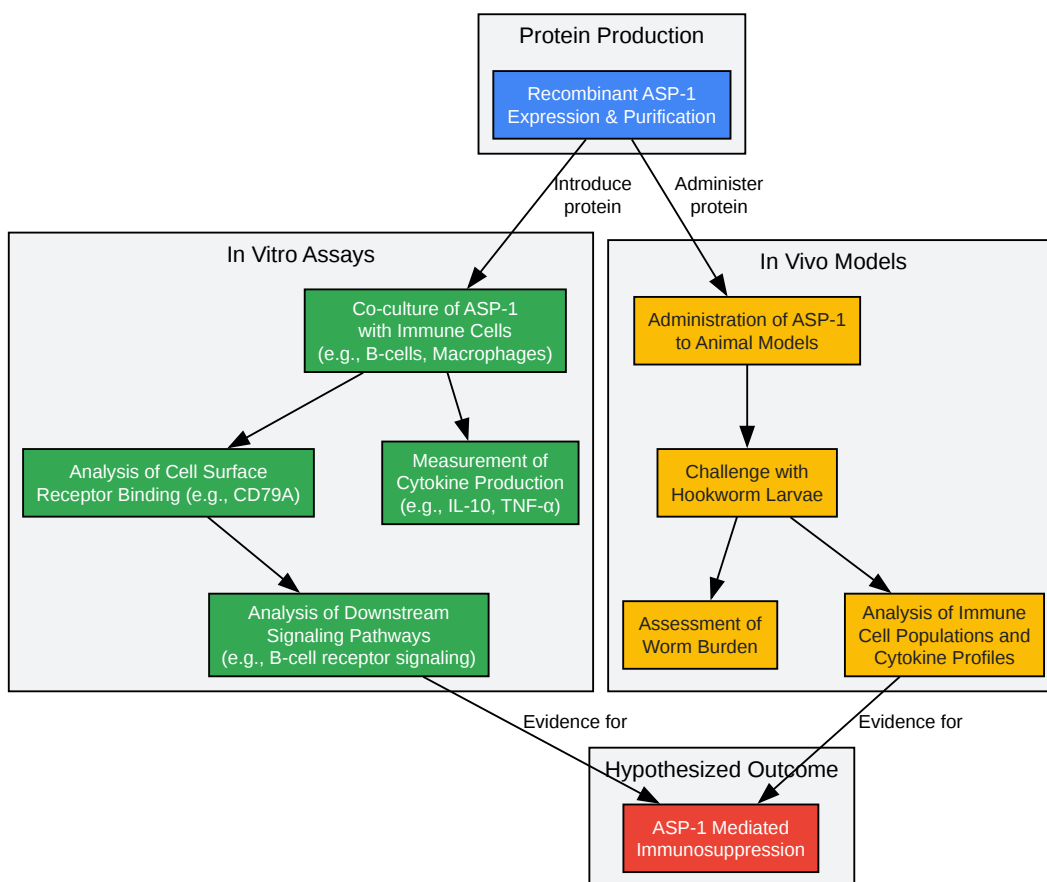 Protein Production
Recombinant ASP-1
Expression & Purification
Introduce
protein
Administer
protein
In Vitro Assays
Co-culture of ASP-1
with Immune Cells
(e.g., B-cells, Macrophages)
Analysis of Cell Surface
Receptor Binding (e.g., CD79A)
Measurement of
Cytokine Production
(e.g., IL-10, TNF-α)
Analysis of Downstream
Signaling Pathways
(e.g., B-cell receptor signaling)
In Vivo Models
Administration of ASP-1
to Animal Models
Challenge with
Hookworm Larvae
Assessment of
Worm Burden
Analysis of Immune
Cell Populations and
Cytokine Profiles
Evidence for
Evidence for
Hypothesized Outcome
ASP-1 Mediated
Immunosuppression